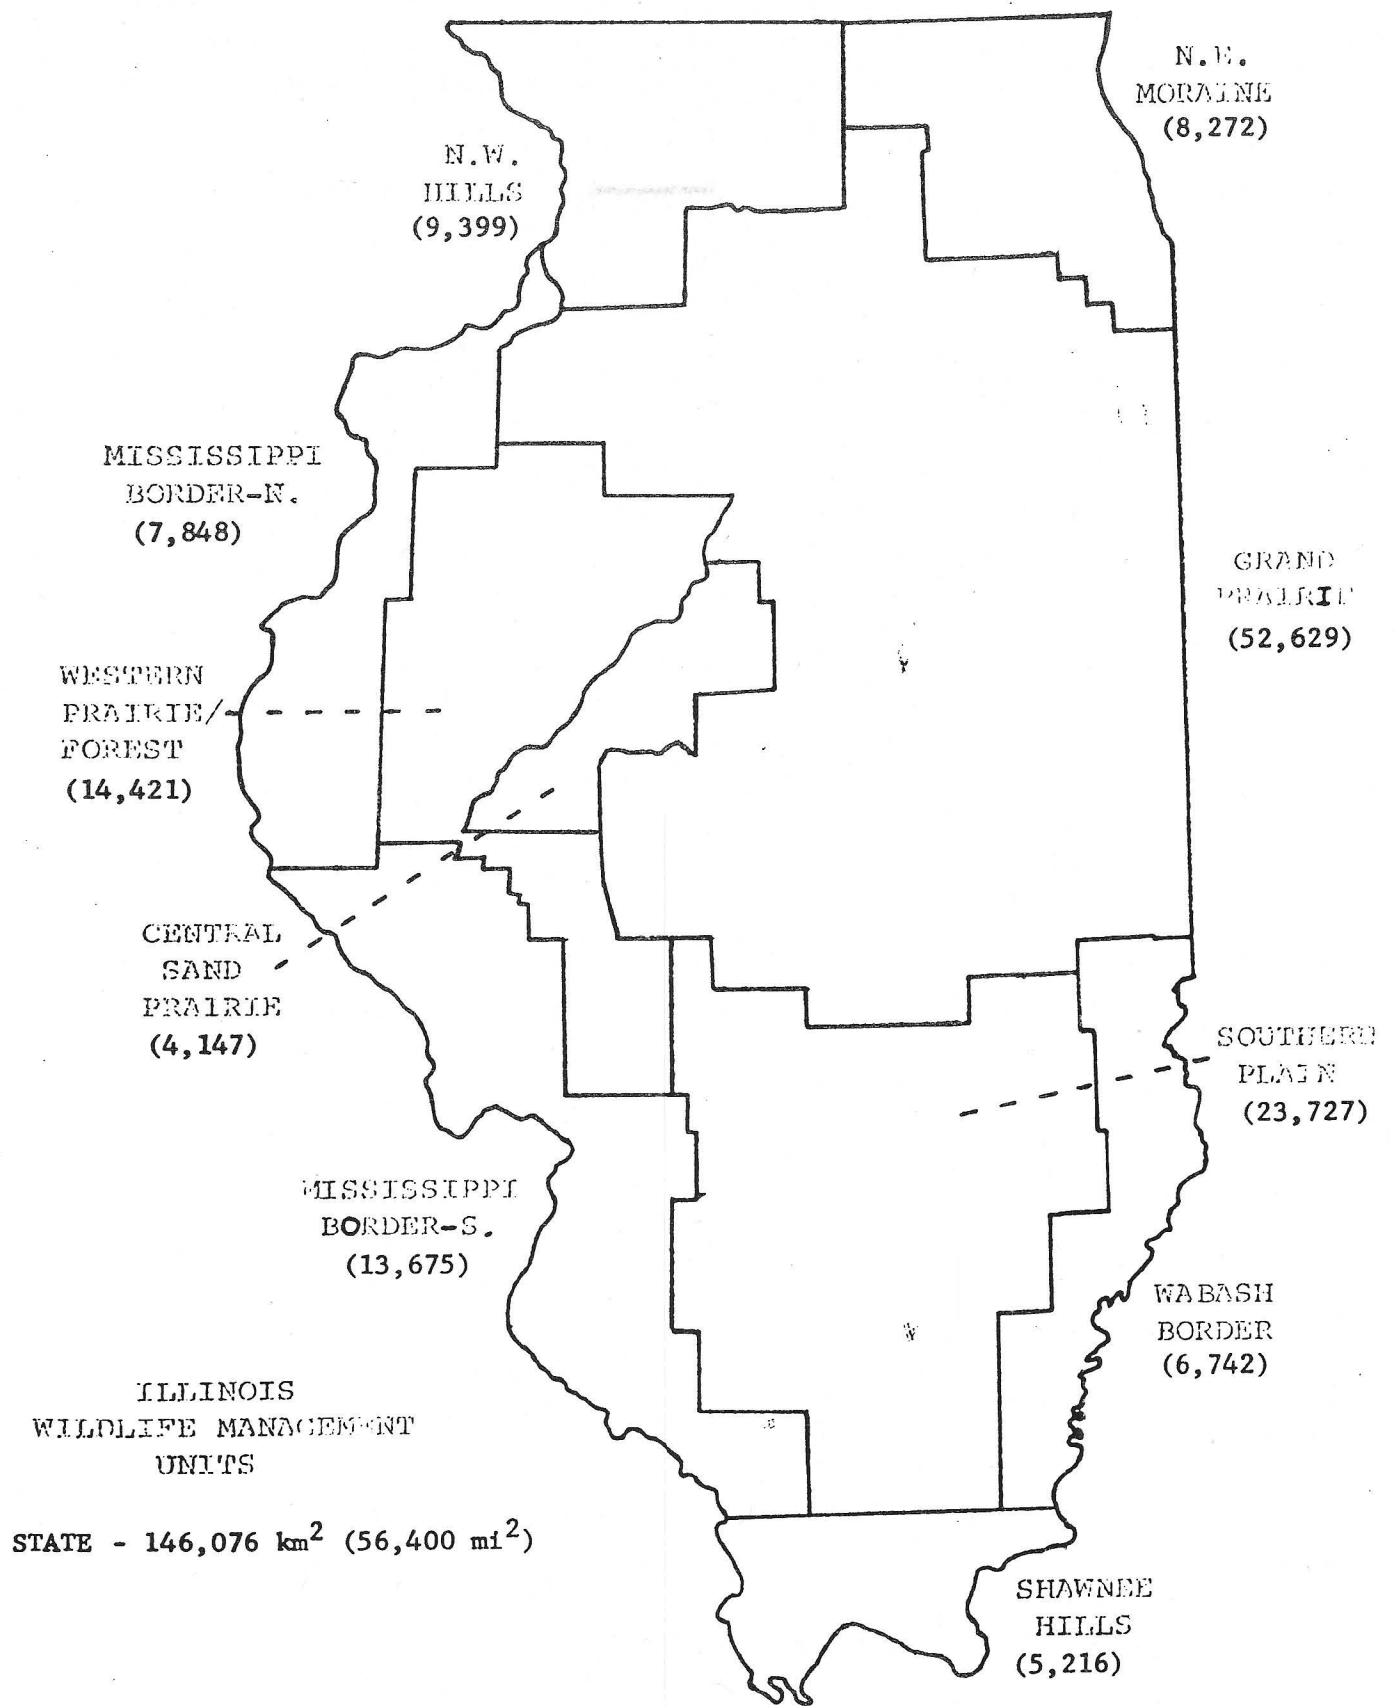 N.E.
MORAINE
(8,272)
N.W.
HILLS
(9,399)
MISSISSIPPI
BORDER-N.
(7,848)
GRAND
PRAIRIE
(52,629)
WESTERN
PRAIRIE/
FOREST
(14,421)
CENTRAL
SAND
PRAIRIE
(4,147)
SOUTHERN
PLAIN
(23,727)
MISSISSIPPI
BORDER-S.
(13,675)
WABASH
BORDER
(6,742)
ILLINOIS
WILDLIFE MANAGEMENT
UNITS
STATE - 146,076 km² (56,400 mi²)
SHAWNEE
HILLS
(5,216)